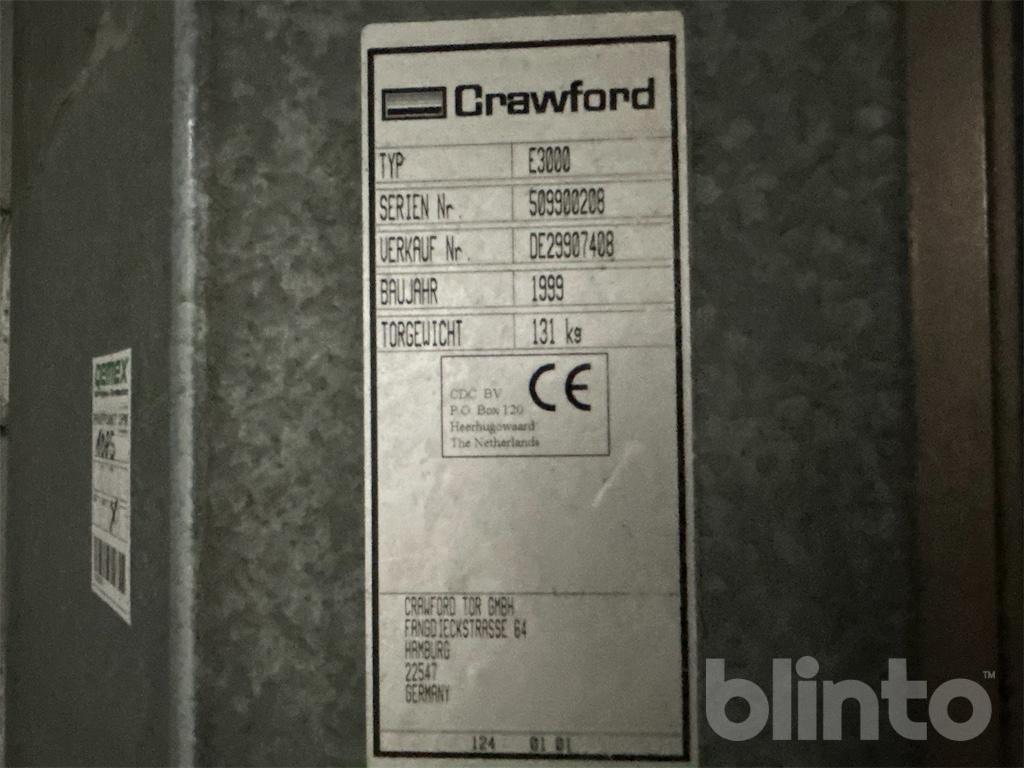 Crawford
TYP E3000
SERIEN Nr. 509900208
VERKAUF Nr. DE29907408
BAUJAHR 1999
TORGEWICHT 131 kg
CE
CDC BV
P.O. Box 120
Heerhugowaard
The Netherlands
CRAWFORD TOR GMBH
FANGDIECKSTRASSE 64
HAMBURG
22547
GERMANY
124 01 01
blinto™